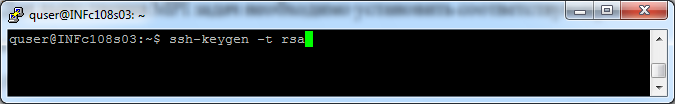 quser@INFc108s03: ~
quser@INFc108s03:~$ ssh-keygen -t rsa